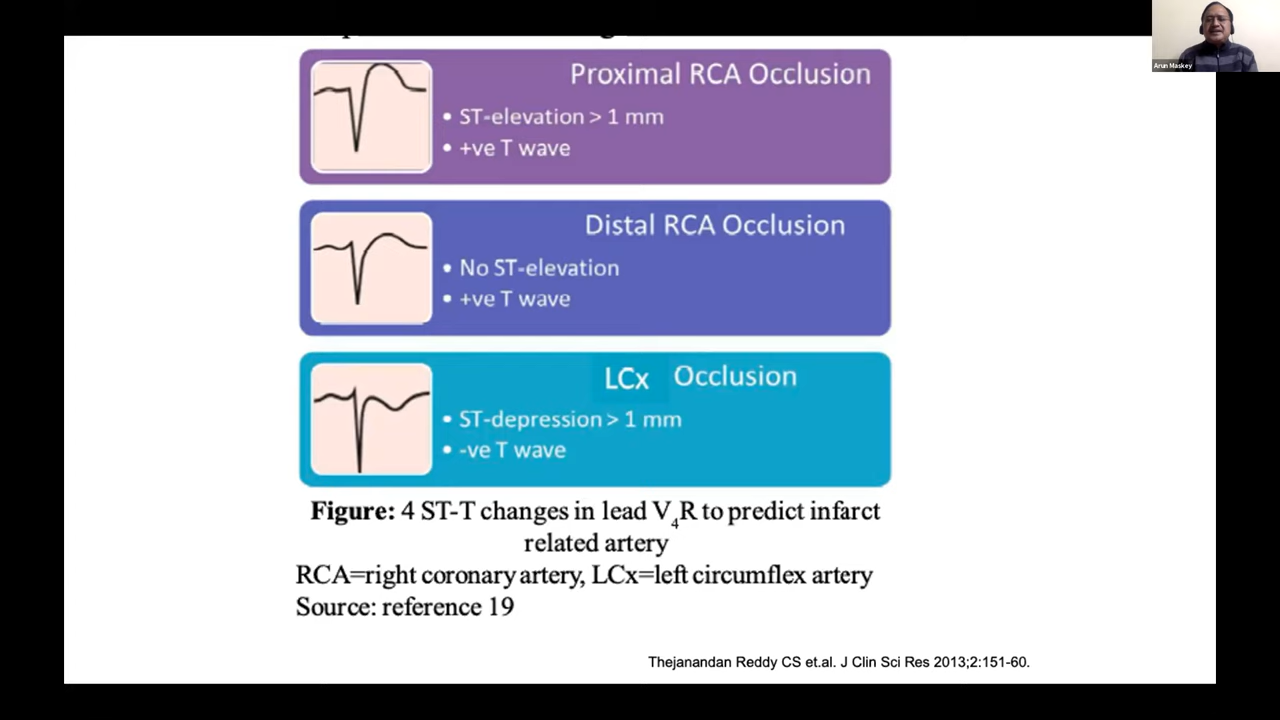 Arun Maskey
Proximal RCA Occlusion
• ST-elevation > 1 mm
• +ve T wave
Distal RCA Occlusion
• No ST-elevation
• +ve T wave
LCx Occlusion
• ST-depression > 1 mm
• -ve T wave
Figure: 4 ST-T changes in lead V4R to predict infarct
related artery
RCA=right coronary artery, LCx=left circumflex artery
Source: reference 19
Thejanandan Reddy CS et.al. J Clin Sci Res 2013;2:151-60.